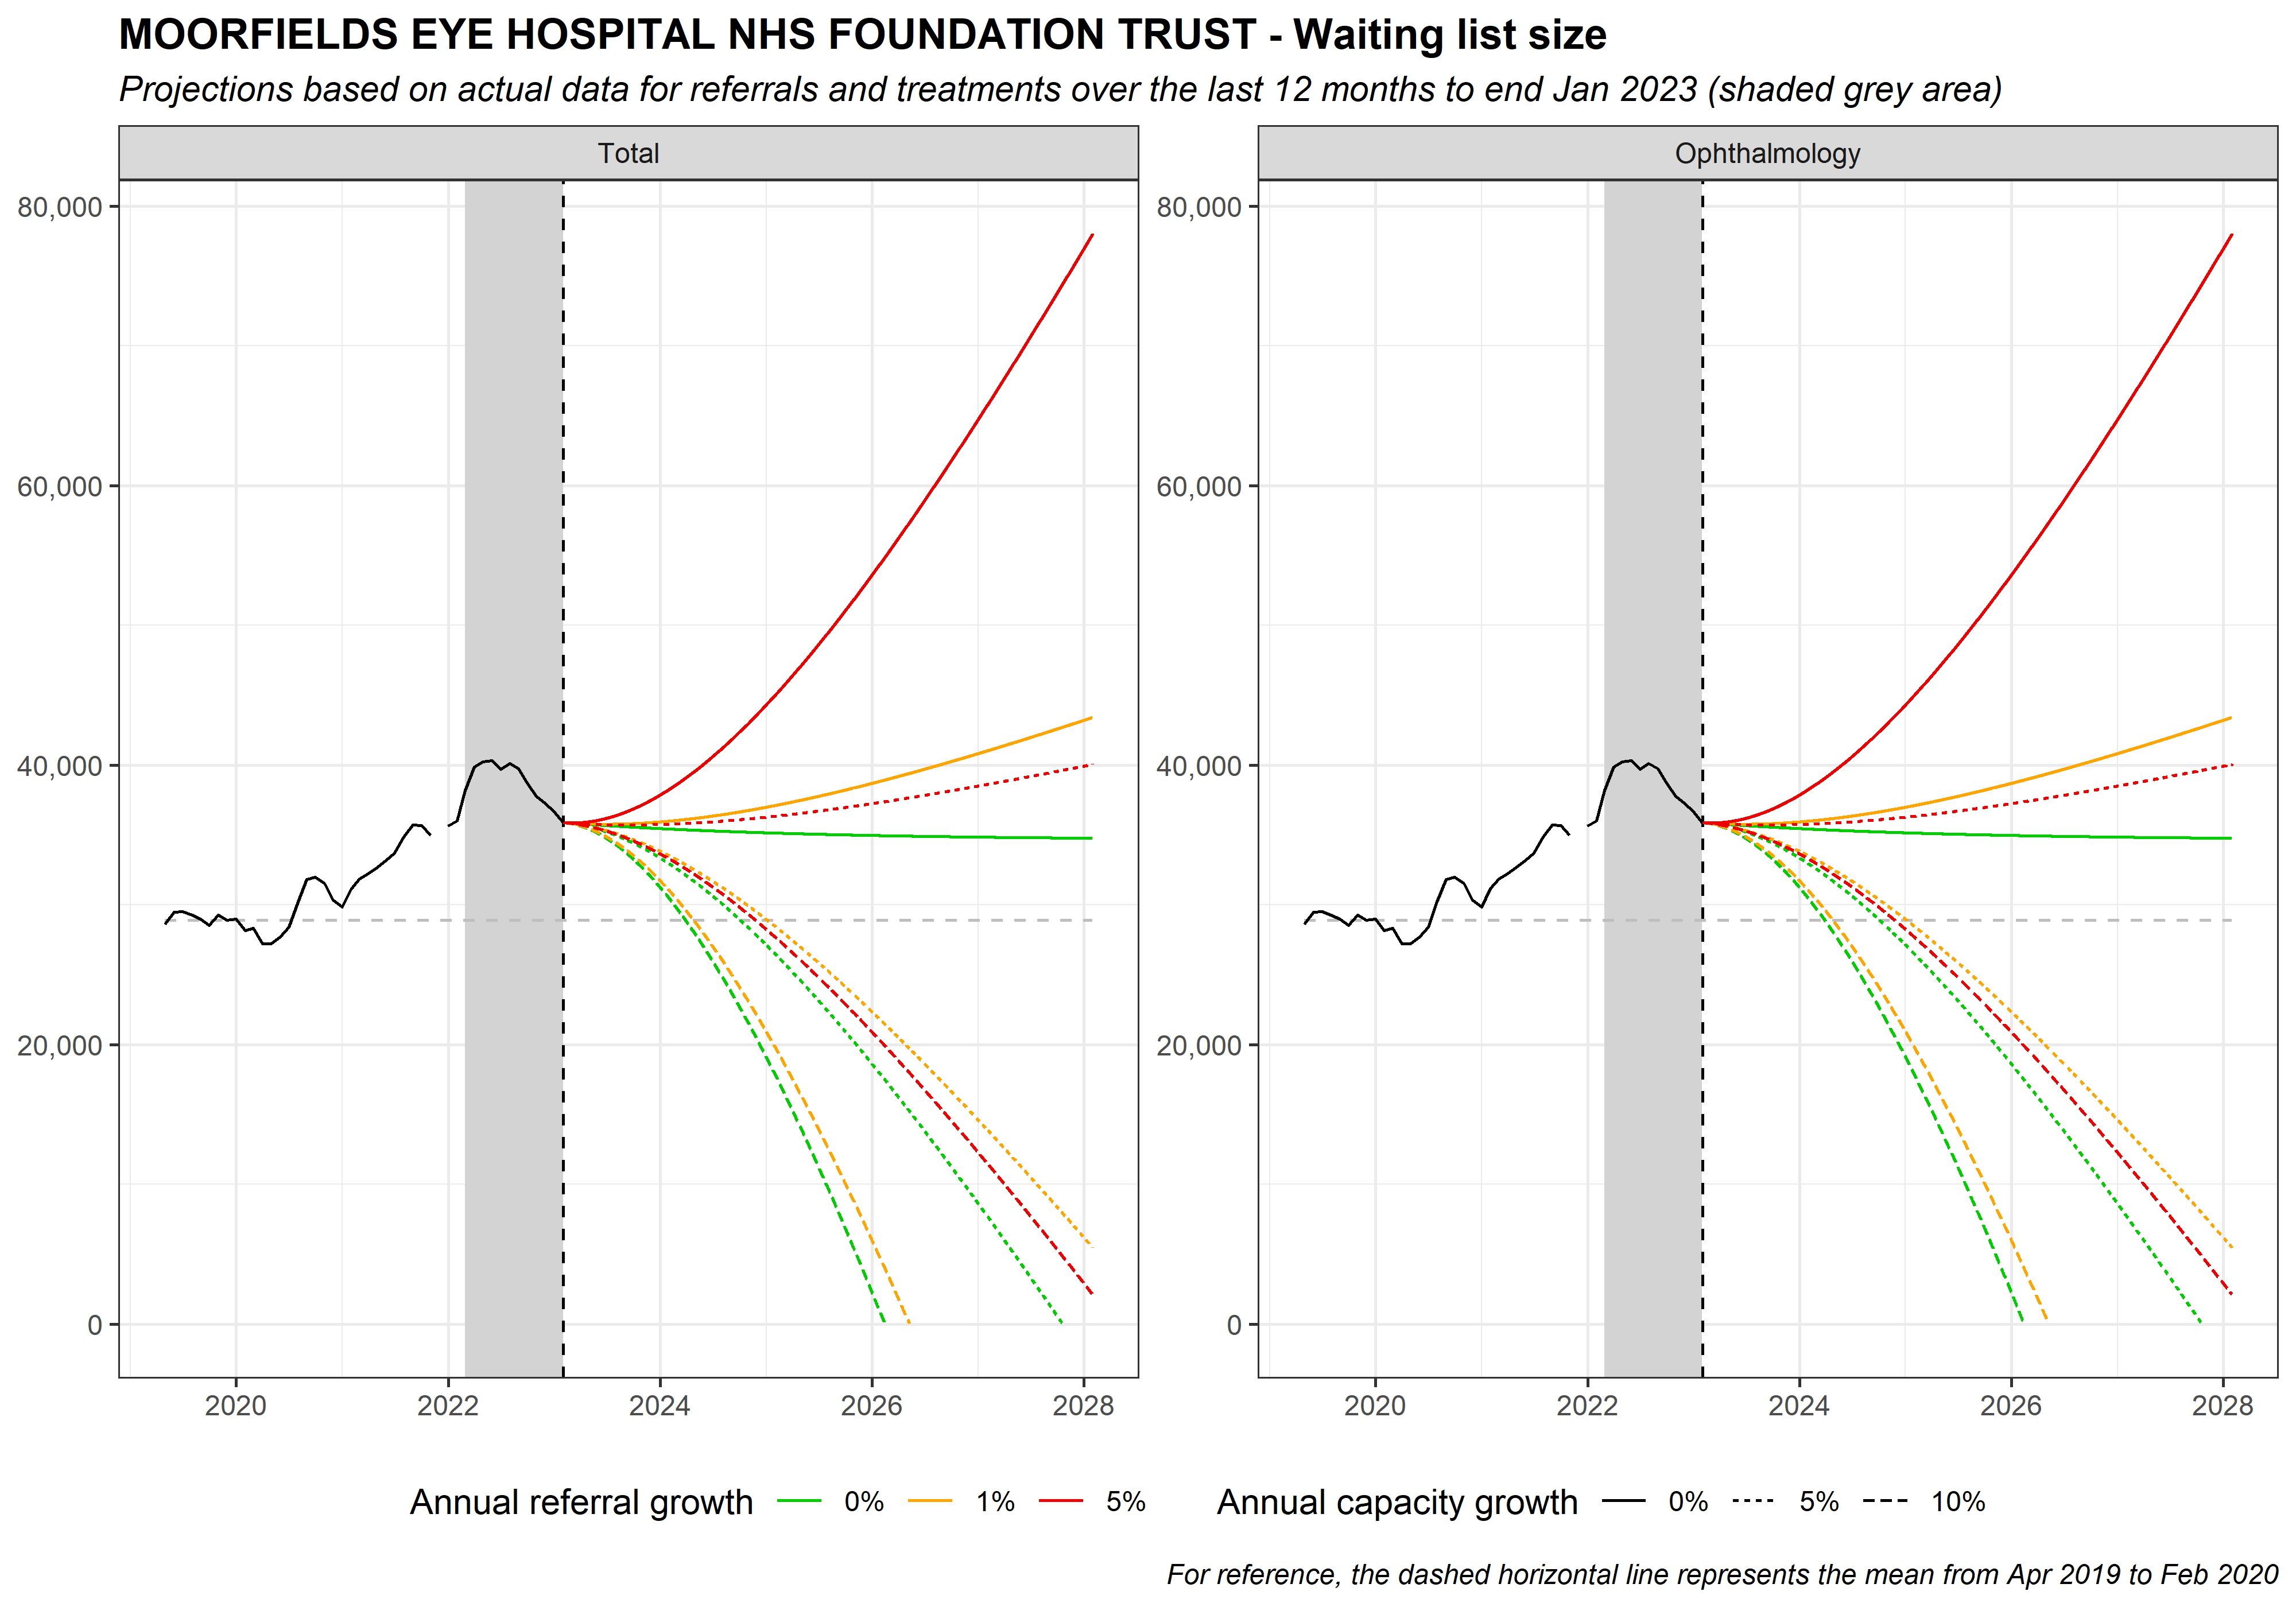 MOORFIELDS EYE HOSPITAL NHS FOUNDATION TRUST - Waiting list size
Projections based on actual data for referrals and treatments over the last 12 months to end Jan 2023 (shaded grey area)
Total
80,000
60,000
40,000
20,000
0
2020 2022 2024 2026 2028
Ophthalmology
80,000
60,000
40,000
20,000
0
2020 2022 2024 2026 2028
Annual referral growth 0% 1% 5%
Annual capacity growth 0% 5% 10%
For reference, the dashed horizontal line represents the mean from Apr 2019 to Feb 2020